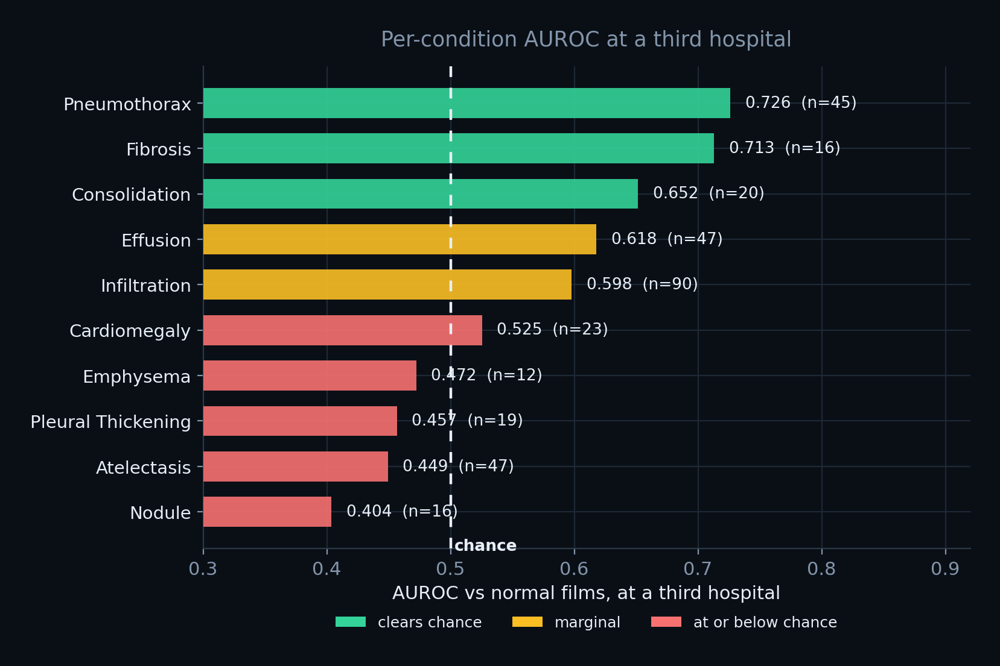 Per-condition AUROC at a third hospital
Pneumothorax 0.726 (n=45)
Fibrosis 0.713 (n=16)
Consolidation 0.652 (n=20)
Effusion 0.618 (n=47)
Infiltration 0.598 (n=90)
Cardiomegaly 0.525 (n=23)
Emphysema 0.472 (n=12)
Pleural Thickening 0.457 (n=19)
Atelectasis 0.449 (n=47)
Nodule 0.404 (n=16)
chance
0.3 0.4 0.5 0.6 0.7 0.8 0.9
AUROC vs normal films, at a third hospital
clears chance marginal at or below chance